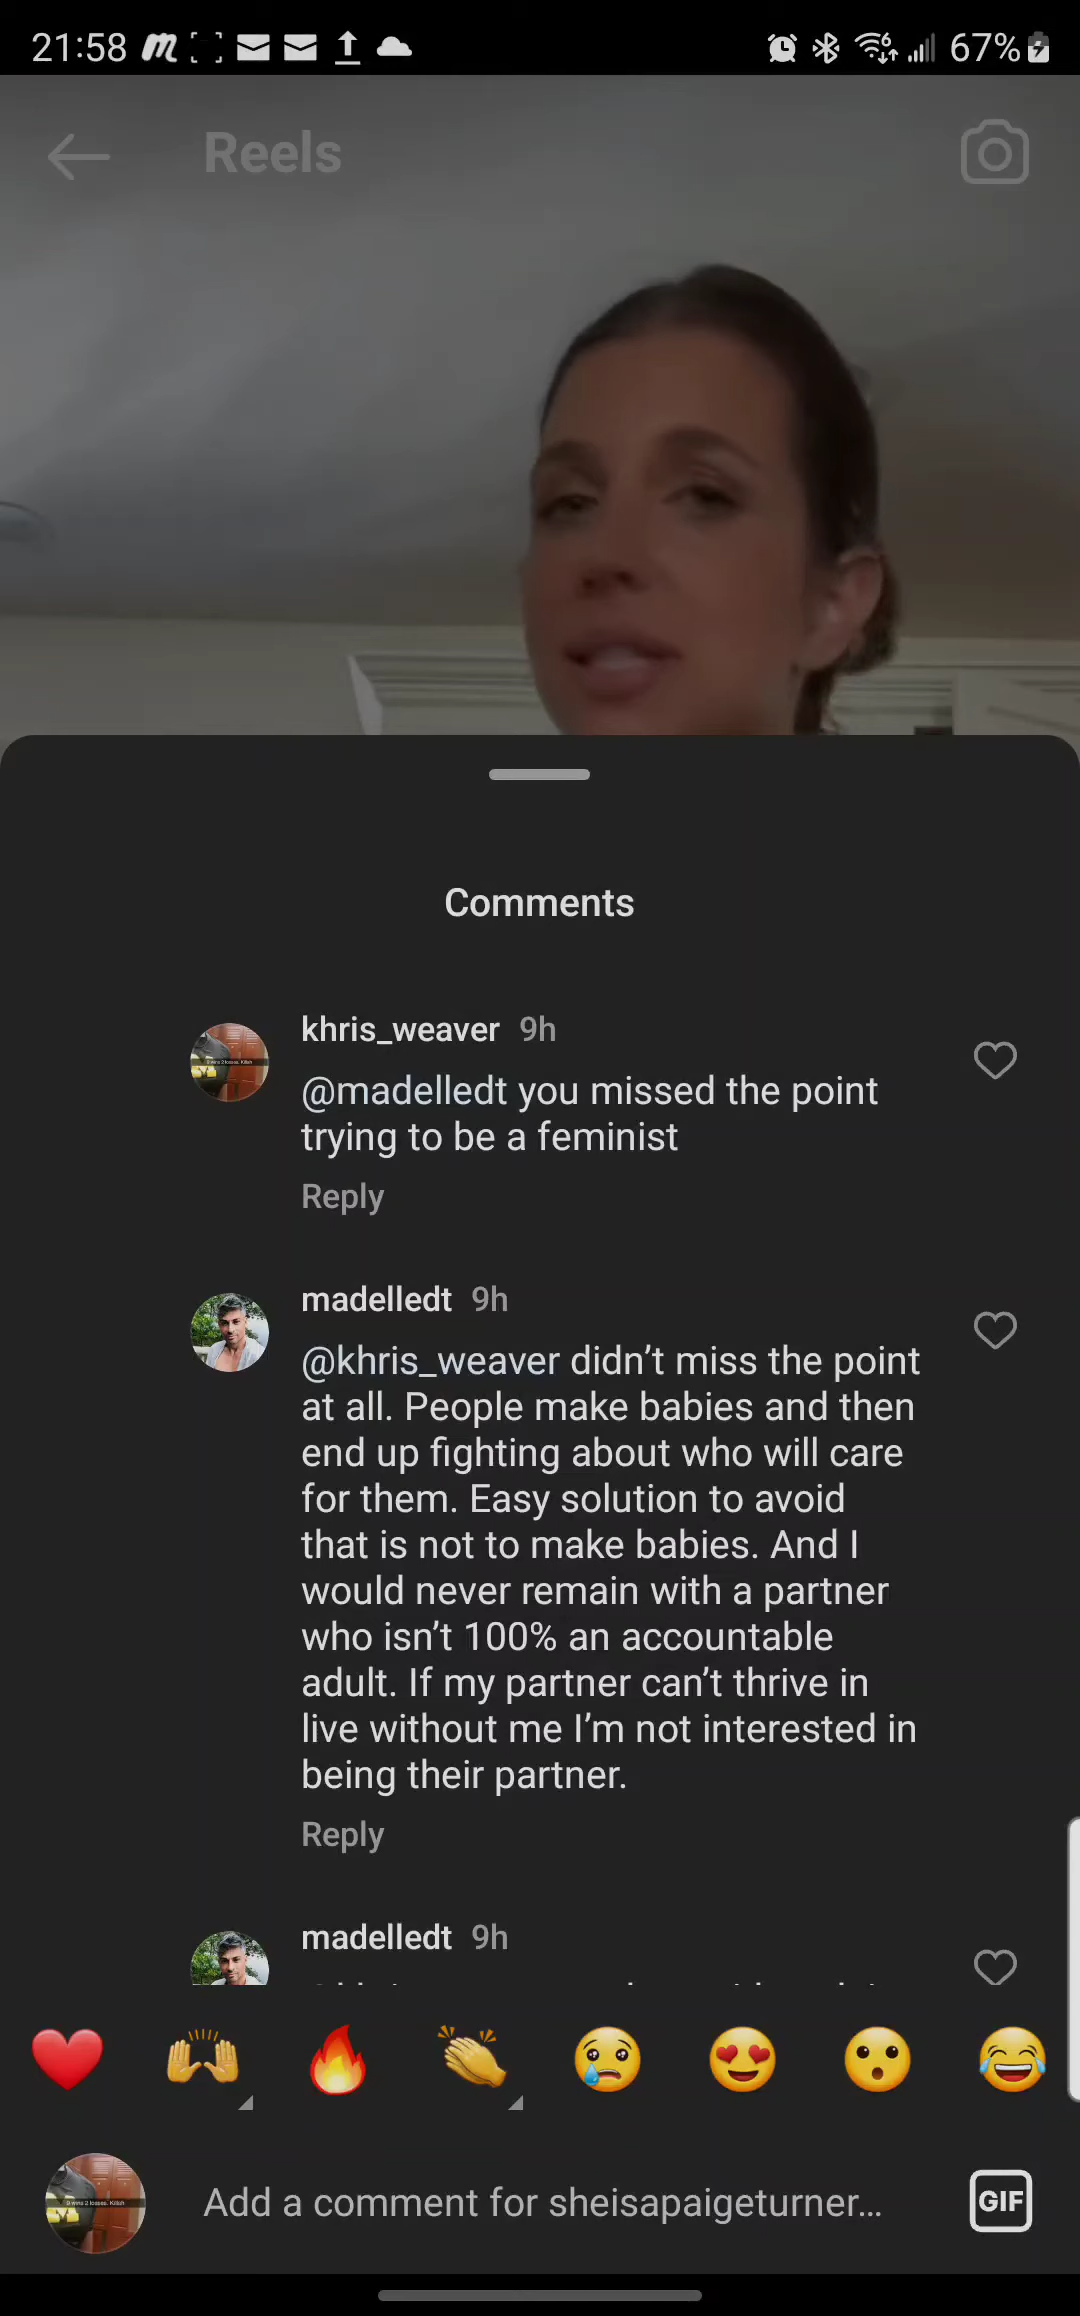 21:58
67%
Reels
Comments
khris_weaver 9h
@madelledt you missed the point
trying to be a feminist
Reply
madelledt 9h
@khris_weaver didn’t miss the point
at all. People make babies and then
end up fighting about who will care
for them. Easy solution to avoid
that is not to make babies. And I
would never remain with a partner
who isn’t 100% an accountable
adult. If my partner can’t thrive in
live without me I’m not interested in
being their partner.
Reply
madelledt 9h
Add a comment for sheisapaigeturner...
GIF